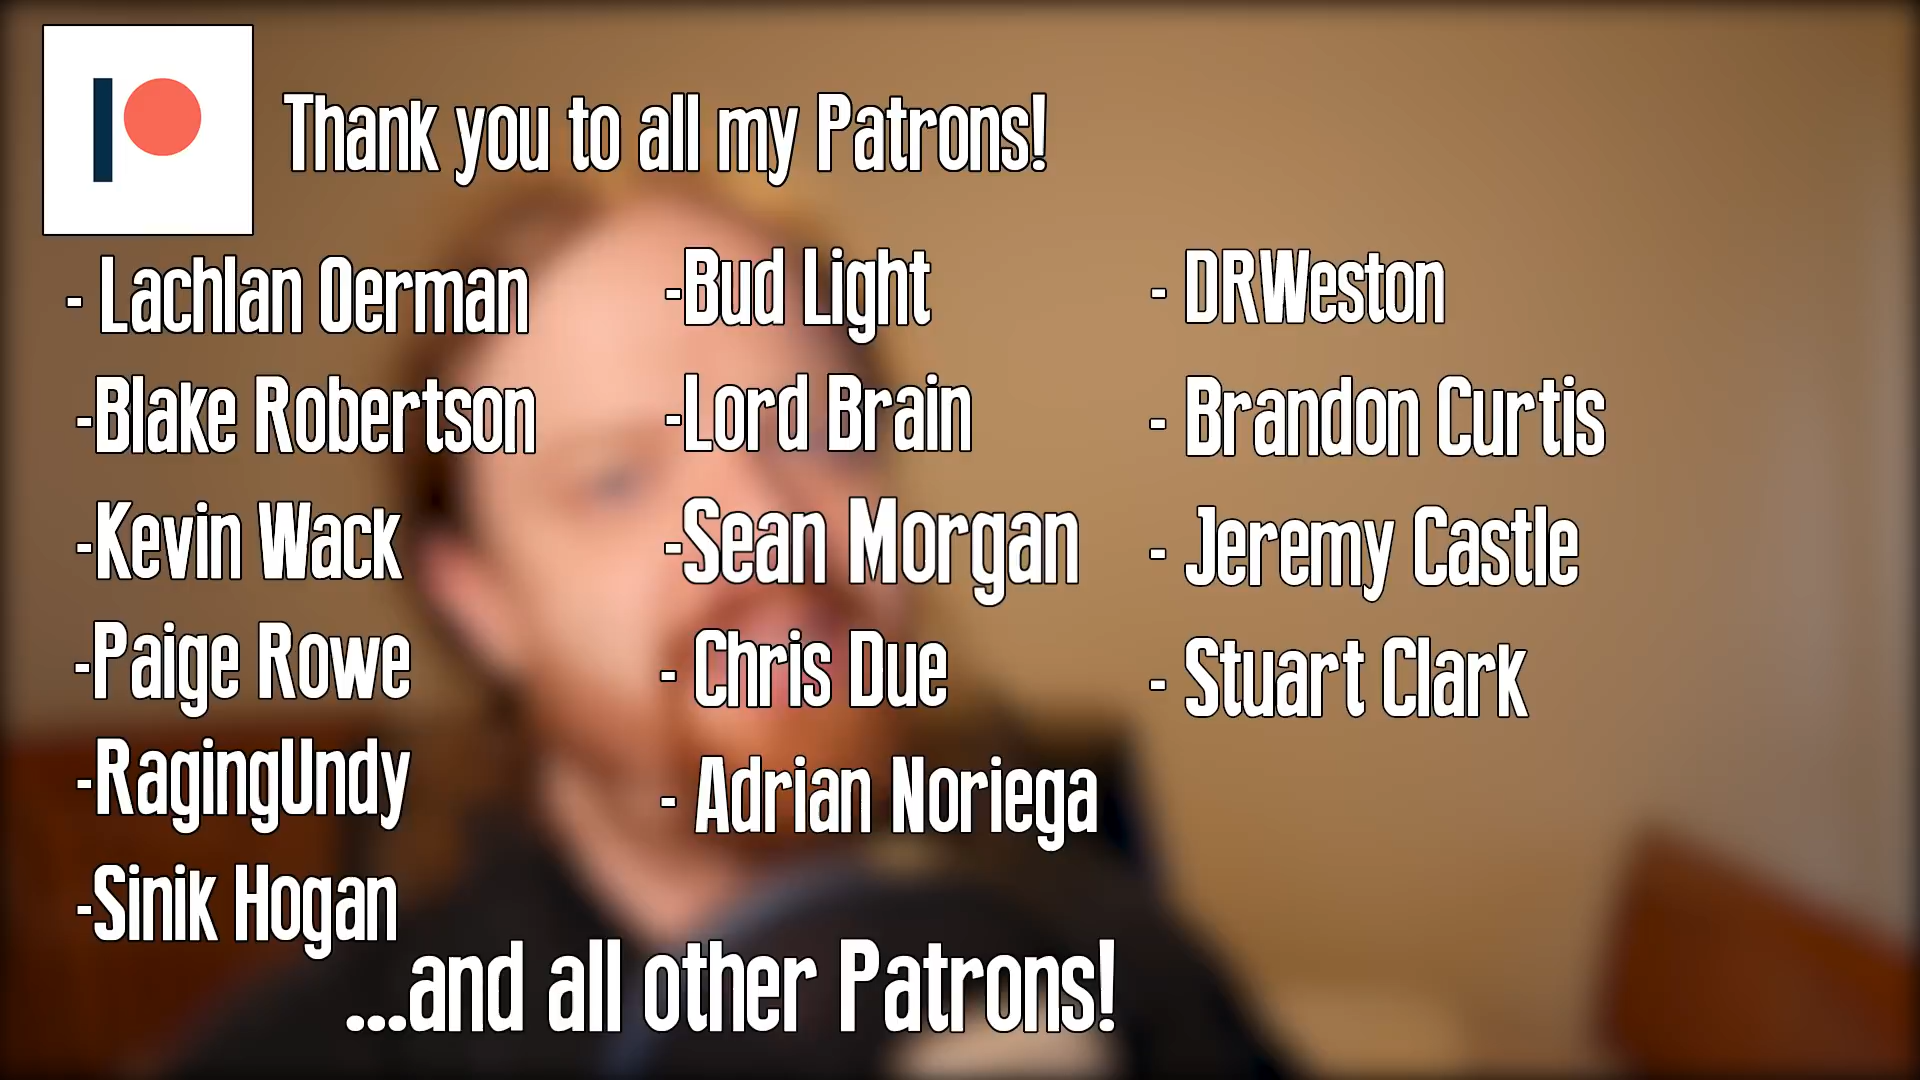 Thank you to all my Patrons!
- Lachlan Oerman
-Blake Robertson
-Kevin Wack
-Paige Rowe
-RagingUndy
-Sinik Hogan
-Bud Light
-Lord Brain
-Sean Morgan
- Chris Due
- Adrian Noriega
- DRWeston
- Brandon Curtis
- Jeremy Castle
- Stuart Clark
...and all other Patrons!